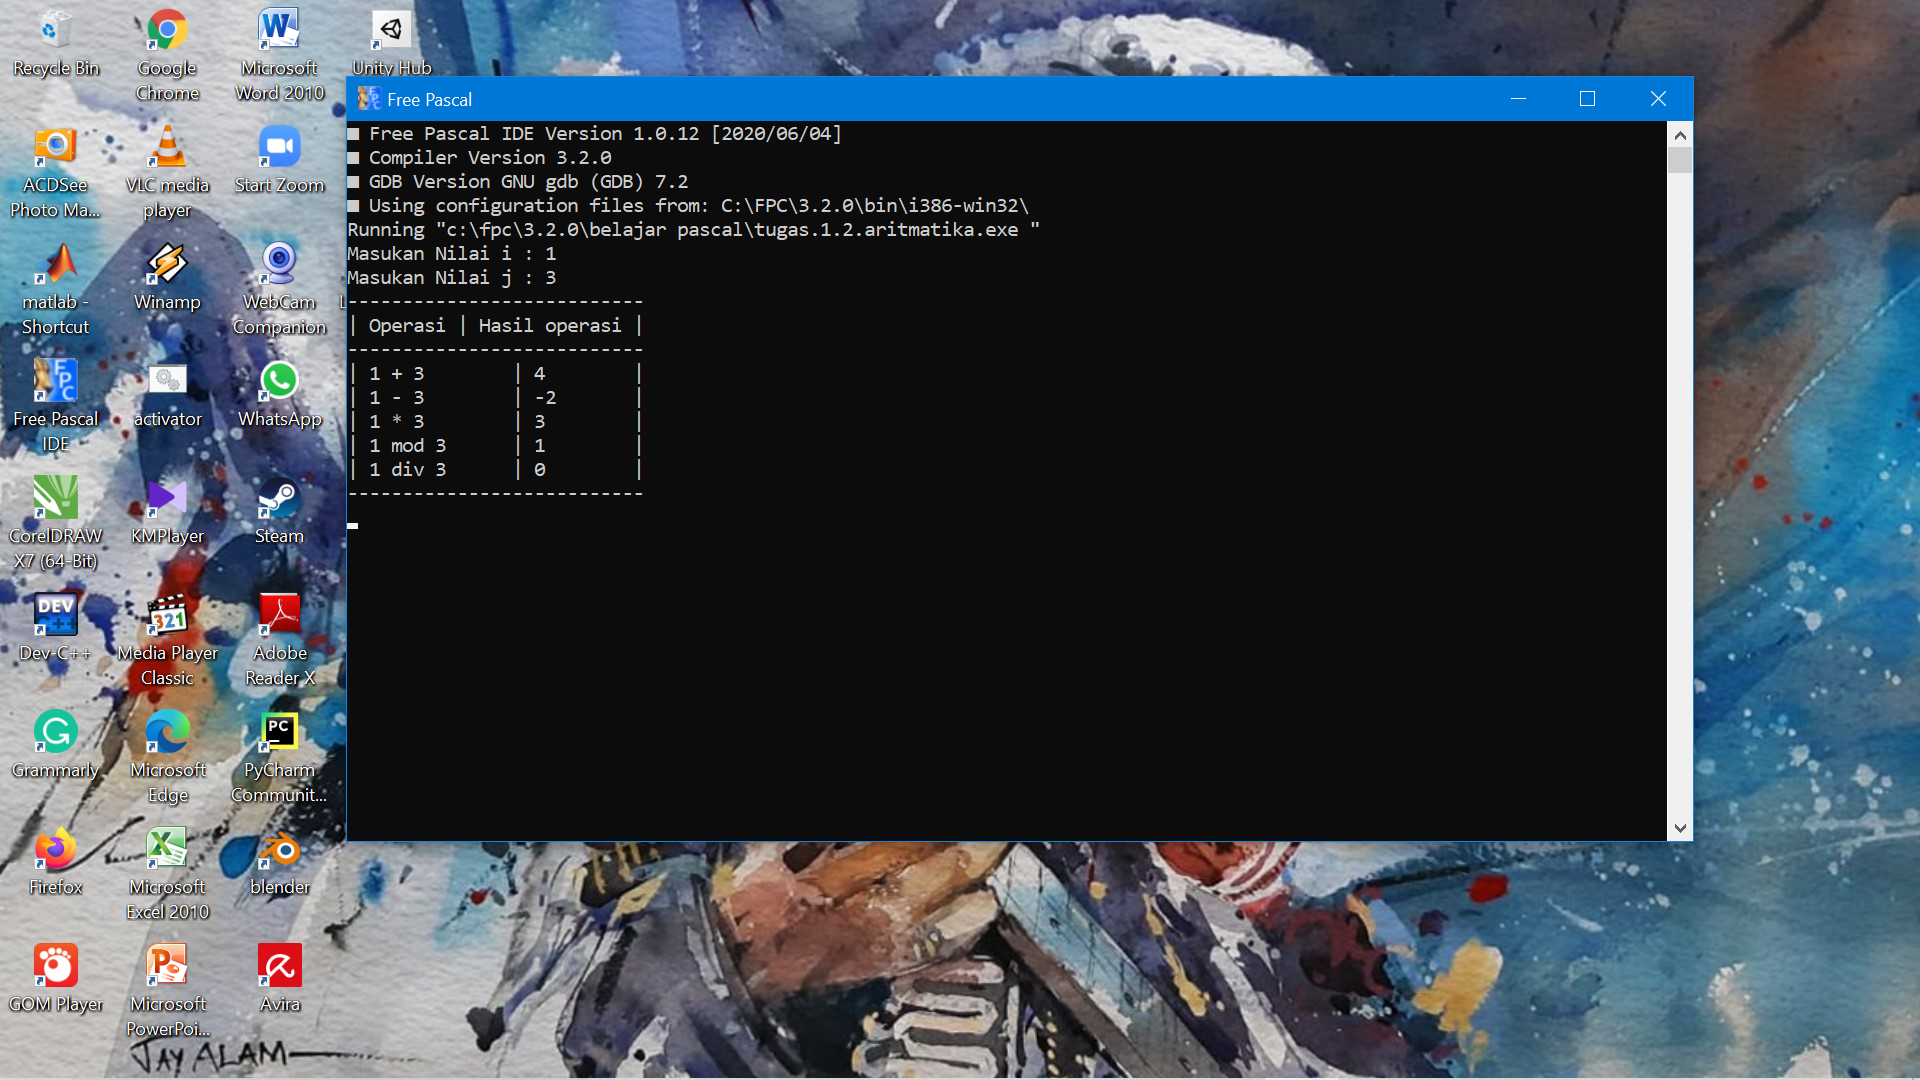 Recycle Bin
Google
Chrome
Microsoft
Word 2010
Unity Hub
ACDSee
Photo Ma...
VLC media
player
Start Zoom
matlab -
Shortcut
Winamp
WebCam
Companion
Free Pascal
IDE
activator
WhatsApp
CorelDRAW
X7 (64-Bit)
KMPlayer
Steam
DEV
C++
Dev-C++
321
Media Player
Classic
Adobe
Reader X
Grammarly
Microsoft
Edge
PC
PyCharm
Communit...
Firefox
Microsoft
Excel 2010
blender
GOM Player
Microsoft
PowerPoi...
Avira
JAY ALAM
Free Pascal
■ Free Pascal IDE Version 1.0.12 [2020/06/04]
■ Compiler Version 3.2.0
■ GDB Version GNU gdb (GDB) 7.2
■ Using configuration files from: C:\FPC\3.2.0\bin\i386-win32\
Running "c:\fpc\3.2.0\belajar pascal\tugas.1.2.aritmatika.exe "
Masukan Nilai i : 1
Masukan Nilai j : 3
---------------------------
| Operasi | Hasil operasi |
---------------------------
| 1 + 3        | 4        |
| 1 - 3        | -2       |
| 1 * 3        | 3        |
| 1 mod 3      | 1        |
| 1 div 3      | 0        |
---------------------------